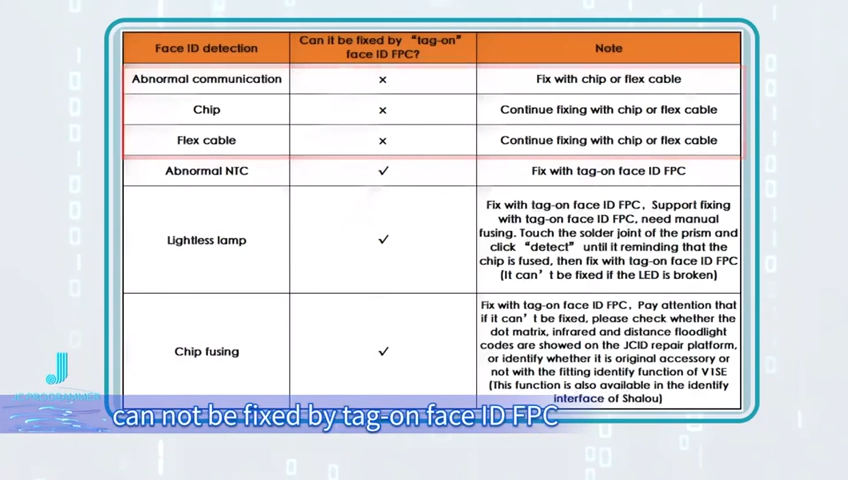 Face ID detection
Can it be fixed by “tag-on”
face ID FPC?
Note
Abnormal communication
×
Fix with chip or flex cable
Chip
×
Continue fixing with chip or flex cable
Flex cable
×
Continue fixing with chip or flex cable
Abnormal NTC
✓
Fix with tag-on face ID FPC
Lightless lamp
✓
Fix with tag-on face ID FPC, Support fixing
with tag-on face ID FPC, need manual
fusing. Touch the solder joint of the prism and
click “detect” until it reminding that the
chip is fused, then fix with tag-on face ID FPC
(It can’t be fixed if the LED is broken)
Chip fusing
✓
Fix with tag-on face ID FPC, Pay attention that
if it can’t be fixed, please check whether the
dot matrix, infrared and distance floodlight
codes are showed on the JCID repair platform,
or identify whether it is original accessory or
not with the fitting identify function of V1SE
(This function is also available in the identify
interface of Shalou)
JC PROGRAMMER
can not be fixed by tag-on face ID FPC